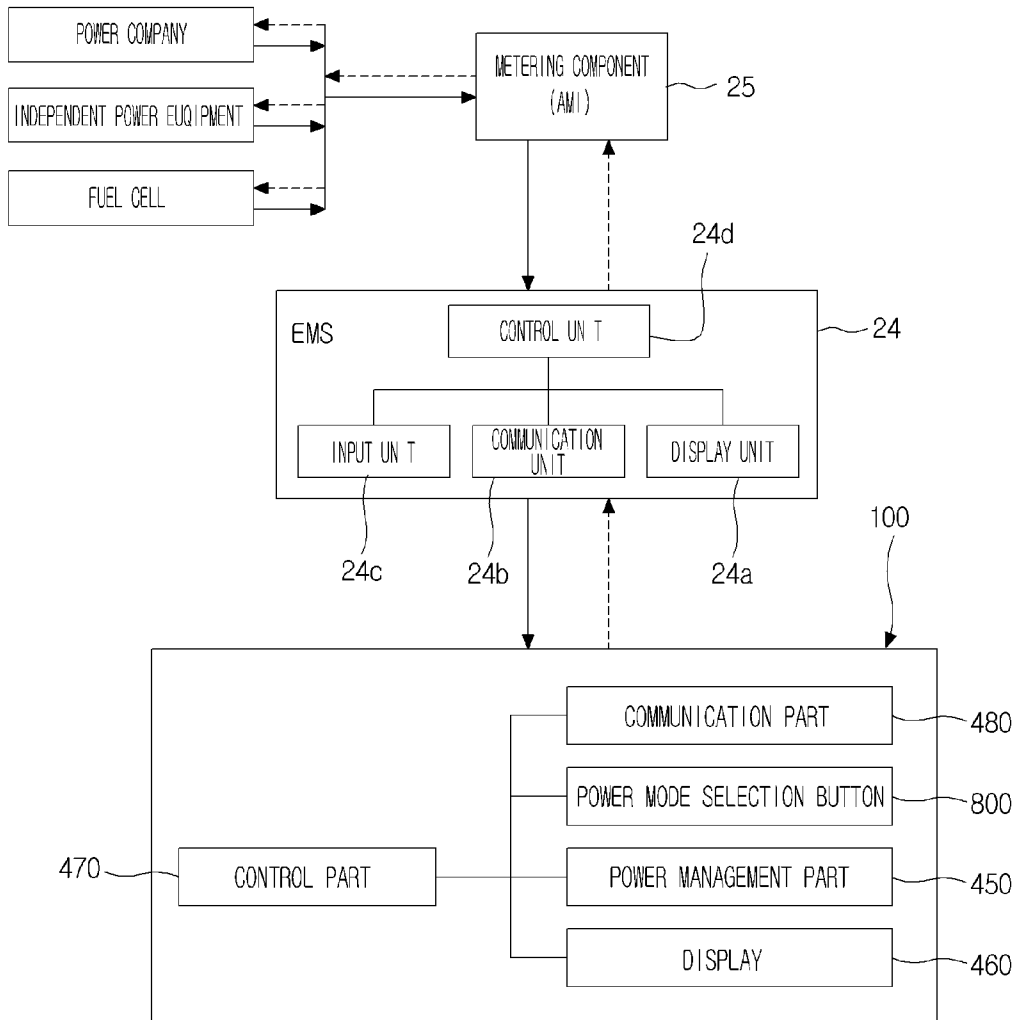 POWER COMPANY
INDEPENDENT POWER EUQIPMENT
FUEL CELL
METERING COMPONENT
(AMI)
25
24d
EMS
CONTROL UN T
24
INPUT UN T
COMMUNICATION
UNIT
DISPLAY UNIT
24c
24b
24a
100
COMMUNICATION PART
480
POWER MODE SELECTION BUTTON
800
470
CONTROL PART
POWER MANAGEMENT PART
450
DISPLAY
460